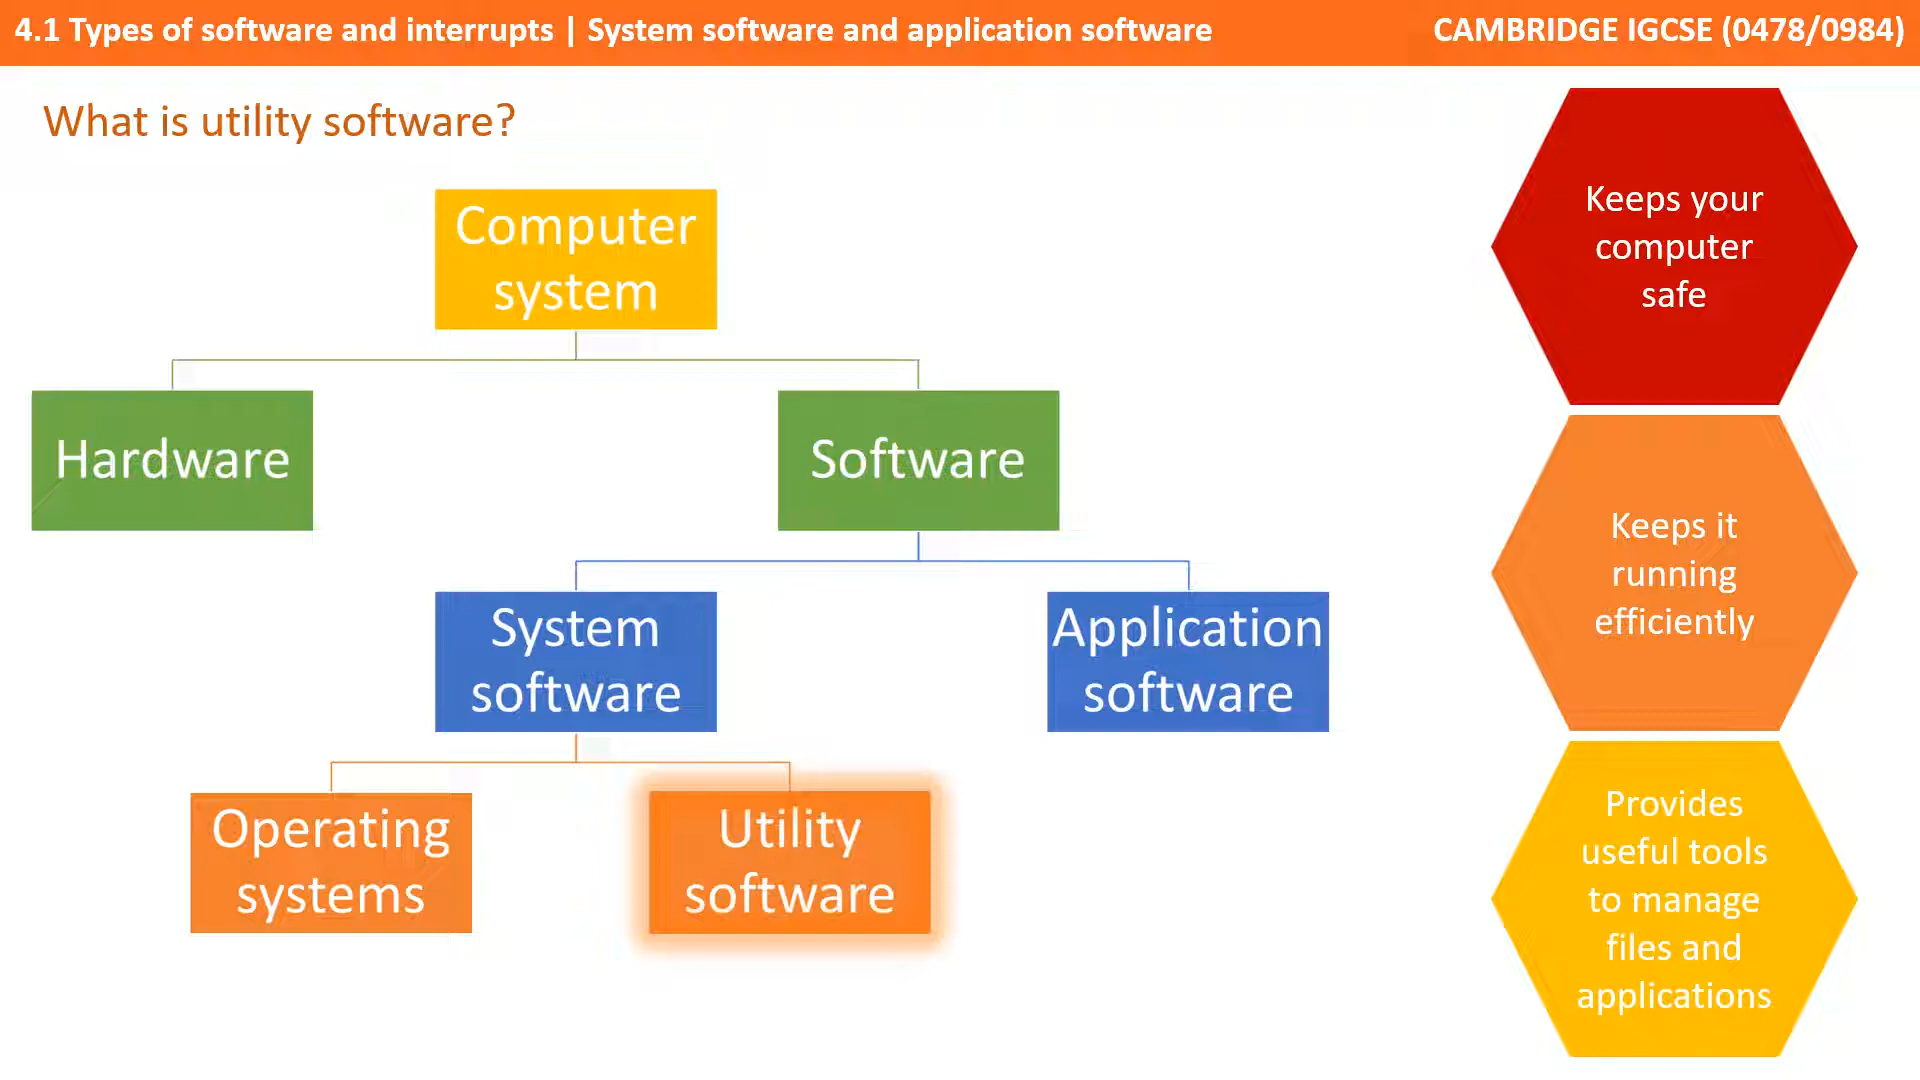 4.1 Types of software and interrupts | System software and application software
CAMBRIDGE IGCSE (0478/0984)
What is utility software?
Computer
system
Hardware
Software
System
software
Application
software
Operating
systems
Utility
software
Keeps your
computer
safe
Keeps it
running
efficiently
Provides
useful tools
to manage
files and
applications